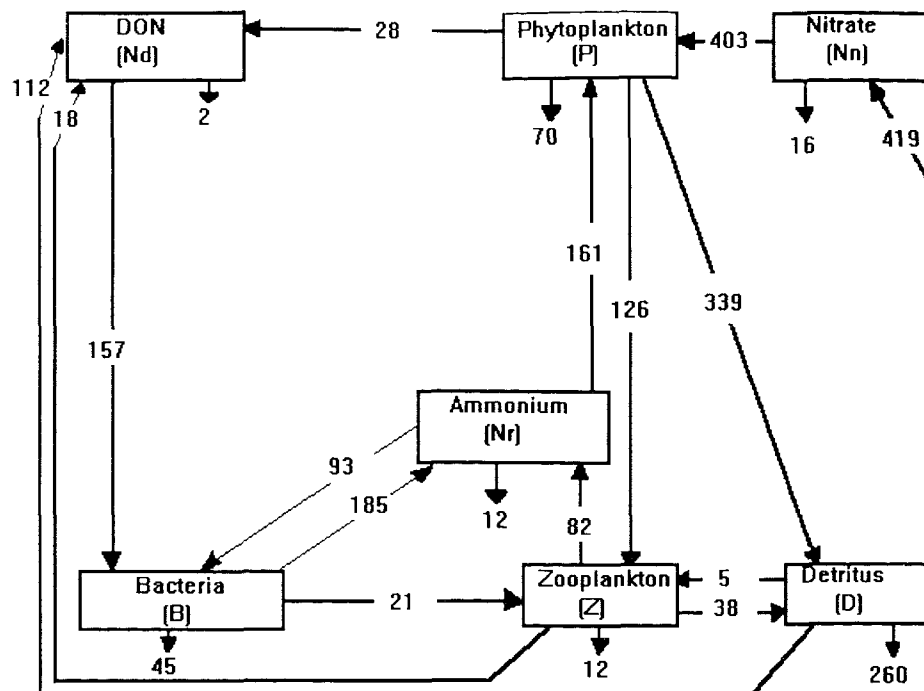 DON
(Nd)
28
Phytoplankton
(P)
403
Nitrate
(Nn)
112
18
2
70
16
419
161
126
339
157
Ammonium
(Nr)
93
185
12
82
Bacteria
(B)
21
Zooplankton
(Z)
5
38
Detritus
(D)
45
12
260